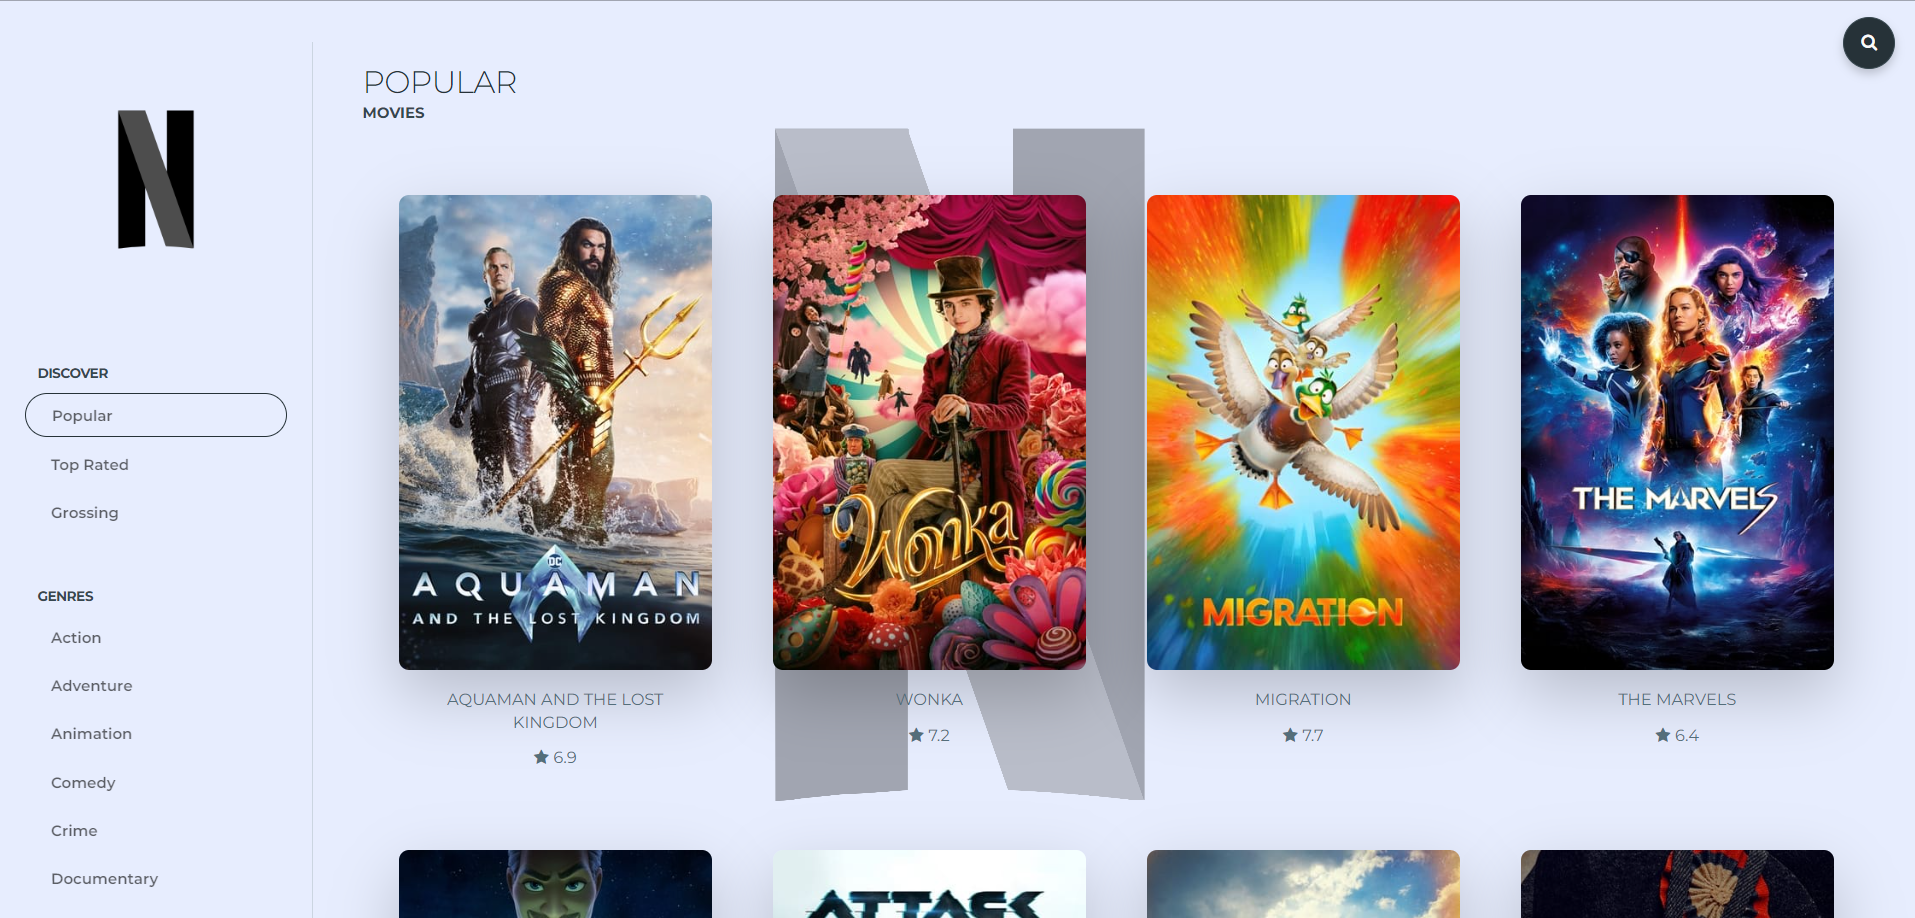 POPULAR
MOVIES
N
DISCOVER
Popular
Top Rated
Grossing
GENRES
Action
Adventure
Animation
Comedy
Crime
Documentary
DC
AQUAMAN
AND THE LOST KINGDOM
AQUAMAN AND THE LOST
KINGDOM
6.9
Wonka
WONKA
7.2
MIGRATION
MIGRATION
7.7
THE MARVELS
THE MARVELS
6.4
ATTACK